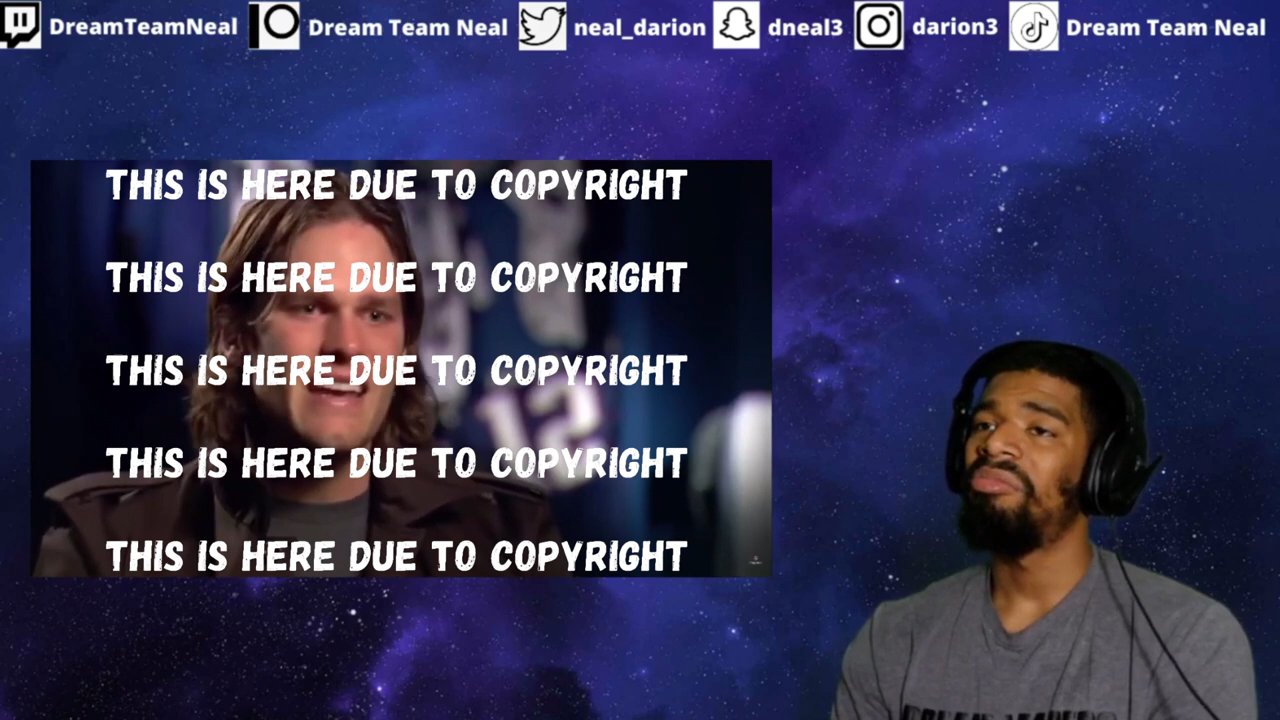 DreamTeamNeal Dream Team Neal neal_darion dneal3 darion3 Dream Team Neal
THIS IS HERE DUE TO COPYRIGHT
THIS IS HERE DUE TO COPYRIGHT
THIS IS HERE DUE TO COPYRIGHT
12
THIS IS HERE DUE TO COPYRIGHT
THIS IS HERE DUE TO COPYRIGHT